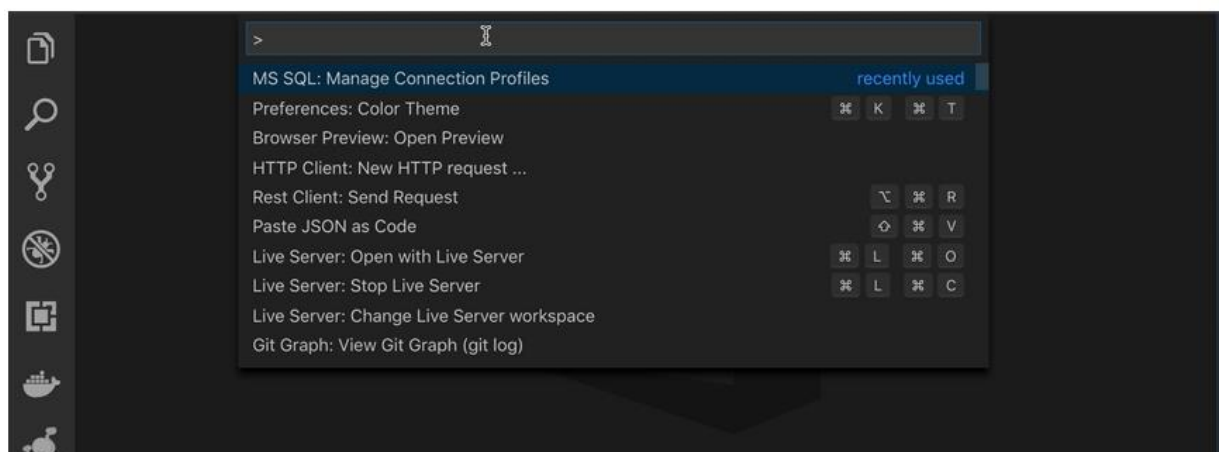 >
MS SQL: Manage Connection Profiles recently used
Preferences: Color Theme ⌘ K ⌘ T
Browser Preview: Open Preview
HTTP Client: New HTTP request ...
Rest Client: Send Request ⌥ ⌘ R
Paste JSON as Code ⇧ ⌘ V
Live Server: Open with Live Server ⌘ L ⌘ O
Live Server: Stop Live Server ⌘ L ⌘ C
Live Server: Change Live Server workspace
Git Graph: View Git Graph (git log)